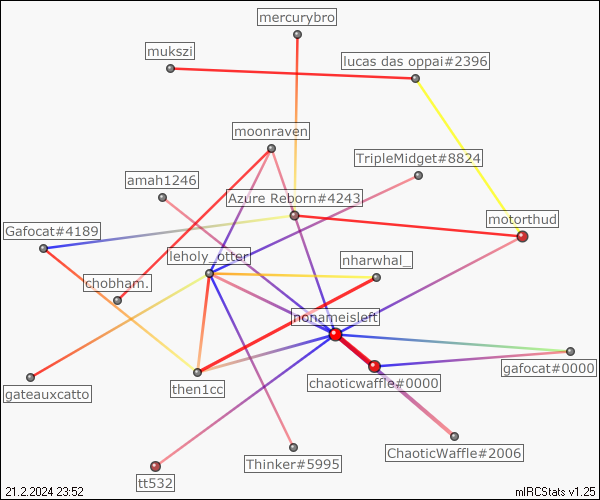 mercurybro
mukszi
lucas das oppai#2396
moonraven
TripleMidget#8824
amah1246
Azure Reborn#4243
motorthud
Gafocat#4189
leholy_otter
nharwhal_
chobham.
nonameisleft
gafocat#0000
chaoticwaffle#0000
then1cc
gateauxcatto
ChaoticWaffle#2006
Thinker#5995
tt532
21.2.2024 23:52
mIRCStats v1.25